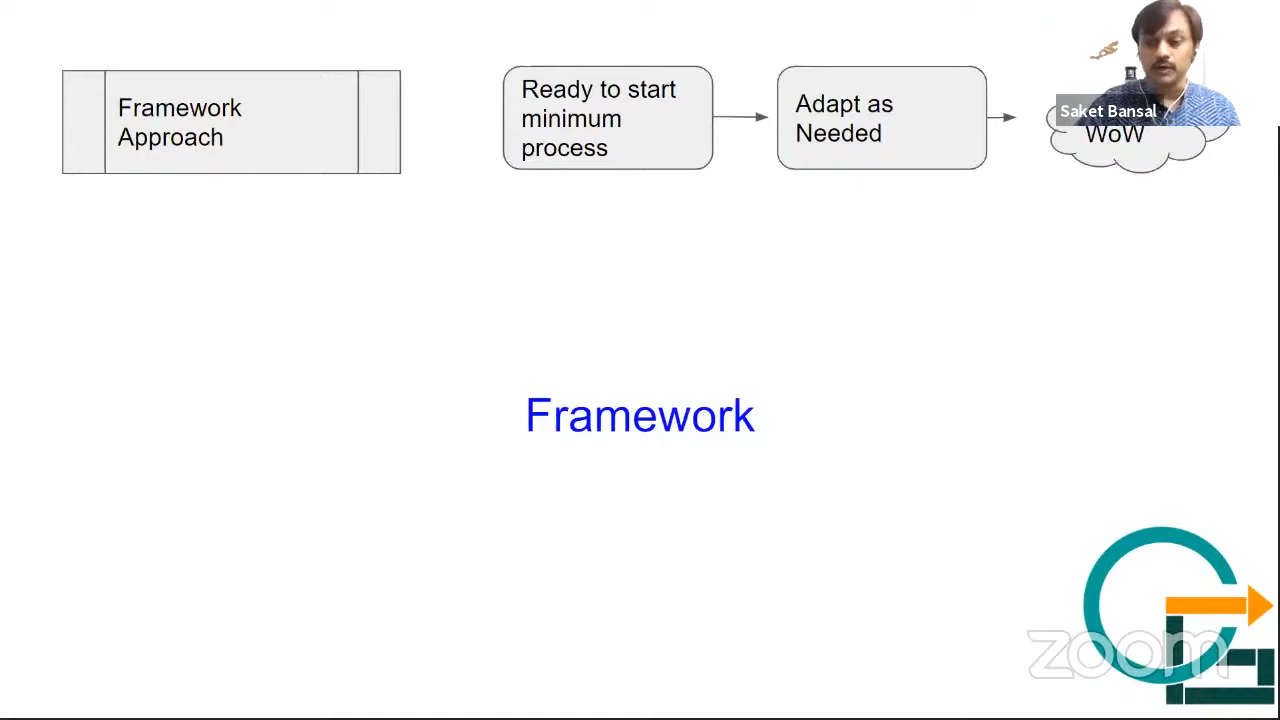 Framework
Approach
Ready to start
minimum
process
Adapt as
Needed
Saket Bansal
WoW
Framework
zoom